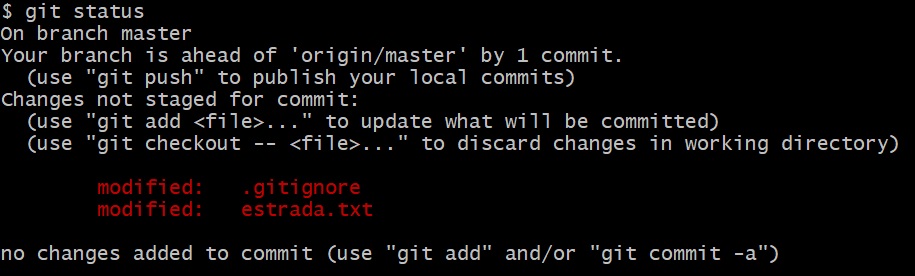 $ git status
On branch master
Your branch is ahead of 'origin/master' by 1 commit.
  (use "git push" to publish your local commits)
Changes not staged for commit:
  (use "git add <file>..." to update what will be committed)
  (use "git checkout -- <file>..." to discard changes in working directory)

        modified:   .gitignore
        modified:   estrada.txt

no changes added to commit (use "git add" and/or "git commit -a")